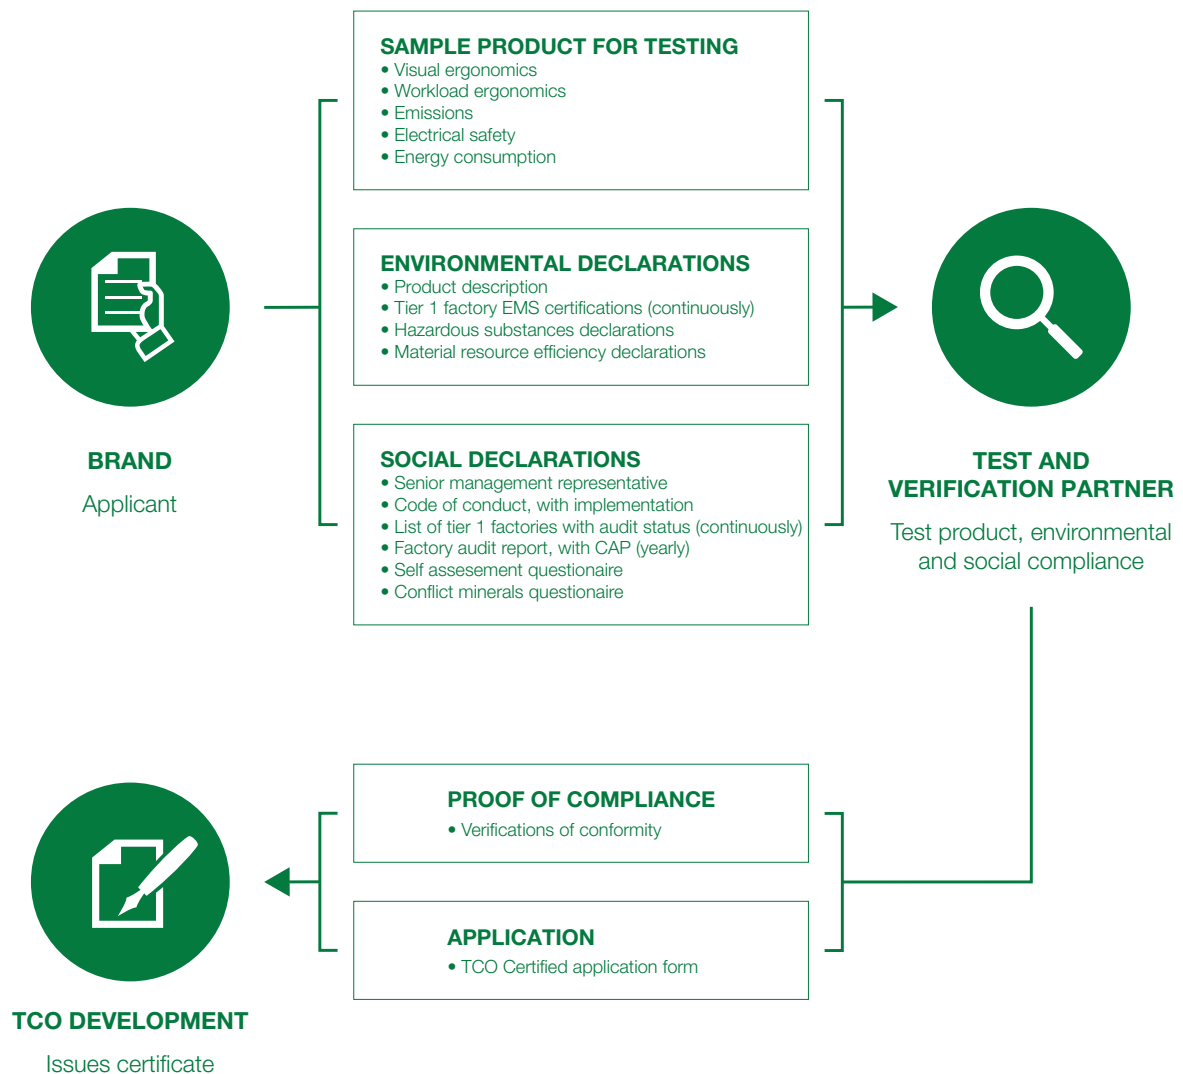 SAMPLE PRODUCT FOR TESTING
• Visual ergonomics
• Workload ergonomics
• Emissions
• Electrical safety
• Energy consumption
ENVIRONMENTAL DECLARATIONS
• Product description
• Tier 1 factory EMS certifications (continuously)
• Hazardous substances declarations
• Material resource efficiency declarations
SOCIAL DECLARATIONS
• Senior management representative
• Code of conduct, with implementation
• List of tier 1 factories with audit status (continuously)
• Factory audit report, with CAP (yearly)
• Self assesement questionaire
• Conflict minerals questionaire
BRAND
Applicant
TEST AND
VERIFICATION PARTNER
Test product, environmental
and social compliance
PROOF OF COMPLIANCE
• Verifications of conformity
APPLICATION
• TCO Certified application form
TCO DEVELOPMENT
Issues certificate